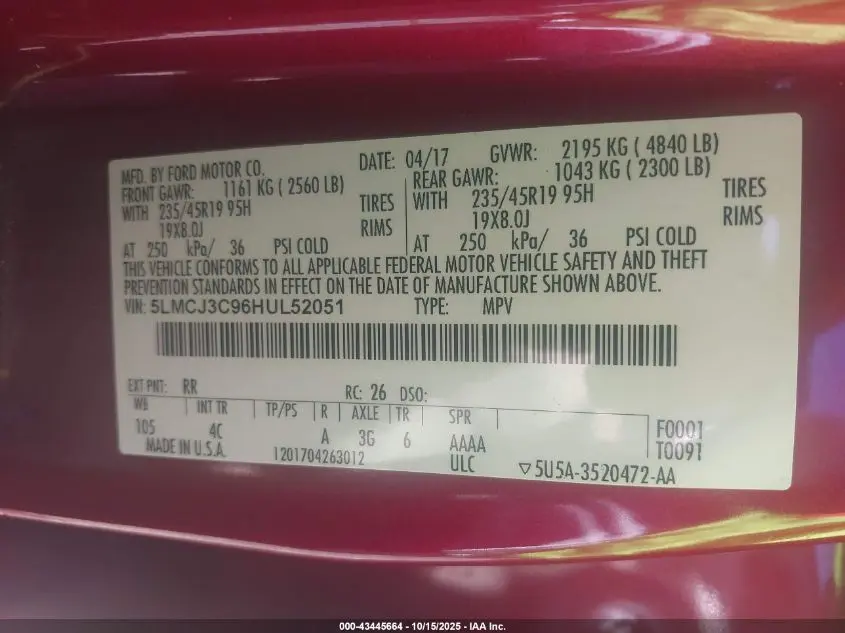 MFD. BY FORD MOTOR CO. DATE: 04/17 GVWR: 2195 KG ( 4840 LB)
FRONT GAWR: 1161 KG ( 2560 LB) REAR GAWR: 1043 KG ( 2300 LB)
WITH 235/45R19 95H TIRES WITH 235/45R19 95H TIRES
19X8.0J RIMS 19X8.0J RIMS
AT 250 kPa/ 36 PSI COLD AT 250 kPa/ 36 PSI COLD
THIS VEHICLE CONFORMS TO ALL APPLICABLE FEDERAL MOTOR VEHICLE SAFETY AND THEFT
PREVENTION STANDARDS IN EFFECT ON THE DATE OF MANUFACTURE SHOWN ABOVE.
VIN: 5LMCJ3C96HUL52051 TYPE: MPV
EXT PNT: RR RC: 26 DSO:
WB INT TR TP/PS R AXLE TR SPR F0001
105 4C A 3G 6 AAAA T0091
MADE IN U.S.A. 1201704263012 ULC ▽5U5A-3520472-AA
000-43445664 - 10/15/2025 - IAA Inc.